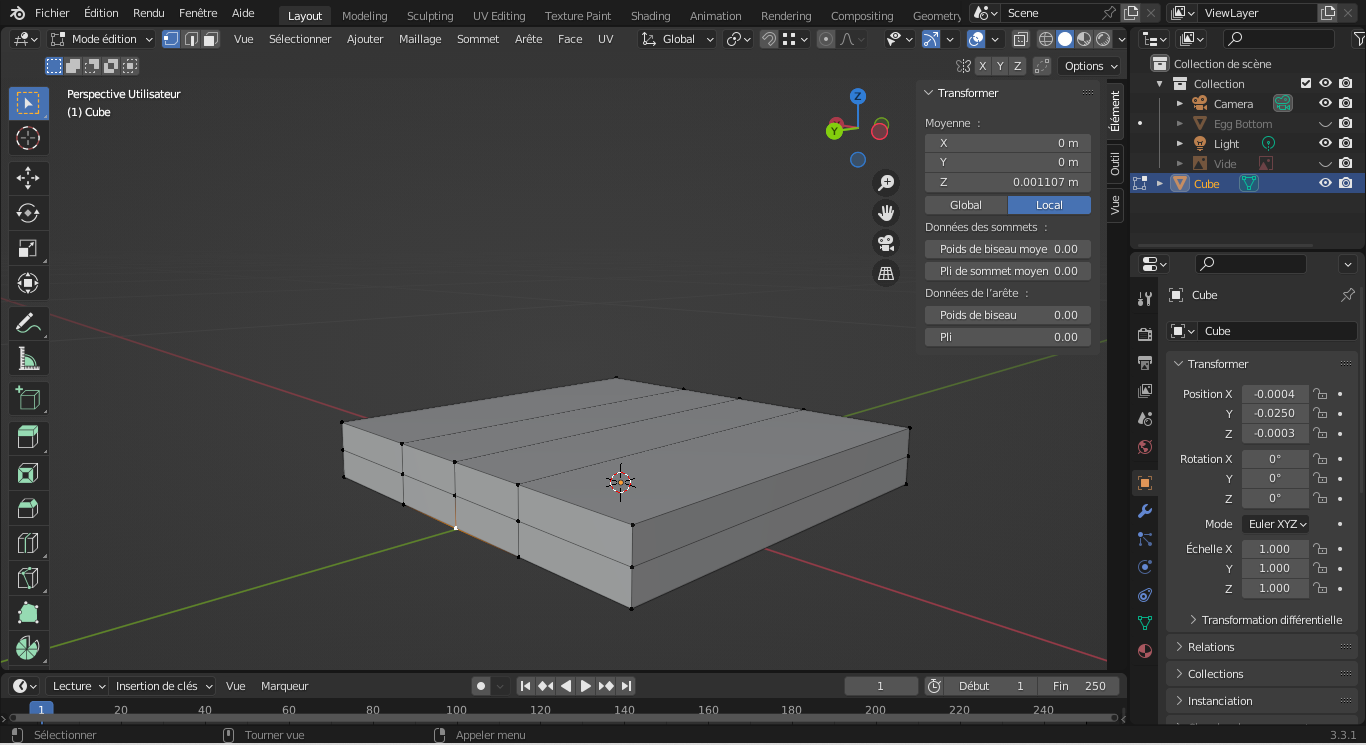 Fichier Édition Rendu Fenêtre Aide Layout Modeling Sculpting UV Editing Texture Paint Shading Animation Rendering Compositing Geometry Scene ViewLayer
Mode édition Vue Sélectionner Ajouter Maillage Sommet Arête Face UV Global
X Y Z Options
Perspective Utilisateur
(1) Cube
Z
Y
Transformer
Moyenne :
X 0 m
Y 0 m
Z 0.001107 m
Global Local
Données des sommets :
Poids de biseau moye 0.00
Pli de sommet moyen 0.00
Données de l'arête :
Poids de biseau 0.00
Pli 0.00
Élément
Outil
Vue
Collection de scène
Collection
Camera
Egg Bottom
Light
Vide
Cube
Cube
Cube
Transformer
Position X -0.0004
Y -0.0250
Z -0.0003
Rotation X 0°
Y 0°
Z 0°
Mode Euler XYZ
Échelle X 1.000
Y 1.000
Z 1.000
Transformation différentielle
Relations
Collections
Instanciation
Lecture Insertion de clés Vue Marqueur 1 Début 1 Fin 250
1 20 40 60 80 100 120 140 160 180 200 220 240
Sélectionner Tourner vue Appeler menu 3.3.1